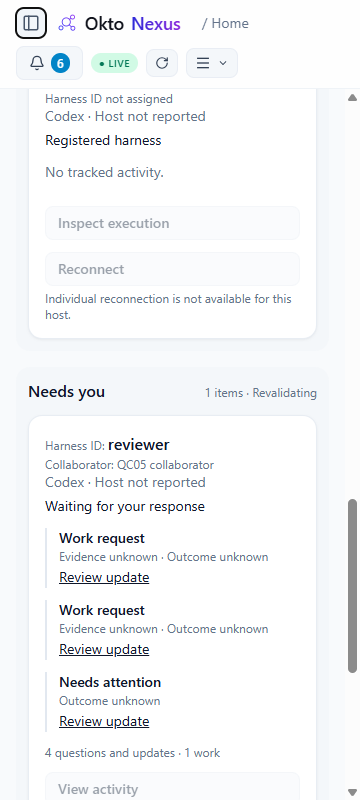 Okto Nexus / Home
6
LIVE
Harness ID not assigned
Codex · Host not reported
Registered harness
No tracked activity.
Inspect execution
Reconnect
Individual reconnection is not available for this
host.
Needs you
1 items · Revalidating
Harness ID: reviewer
Collaborator: QC05 collaborator
Codex · Host not reported
Waiting for your response
Work request
Evidence unknown · Outcome unknown
Review update
Work request
Evidence unknown · Outcome unknown
Review update
Needs attention
Outcome unknown
Review update
4 questions and updates · 1 work
View activity